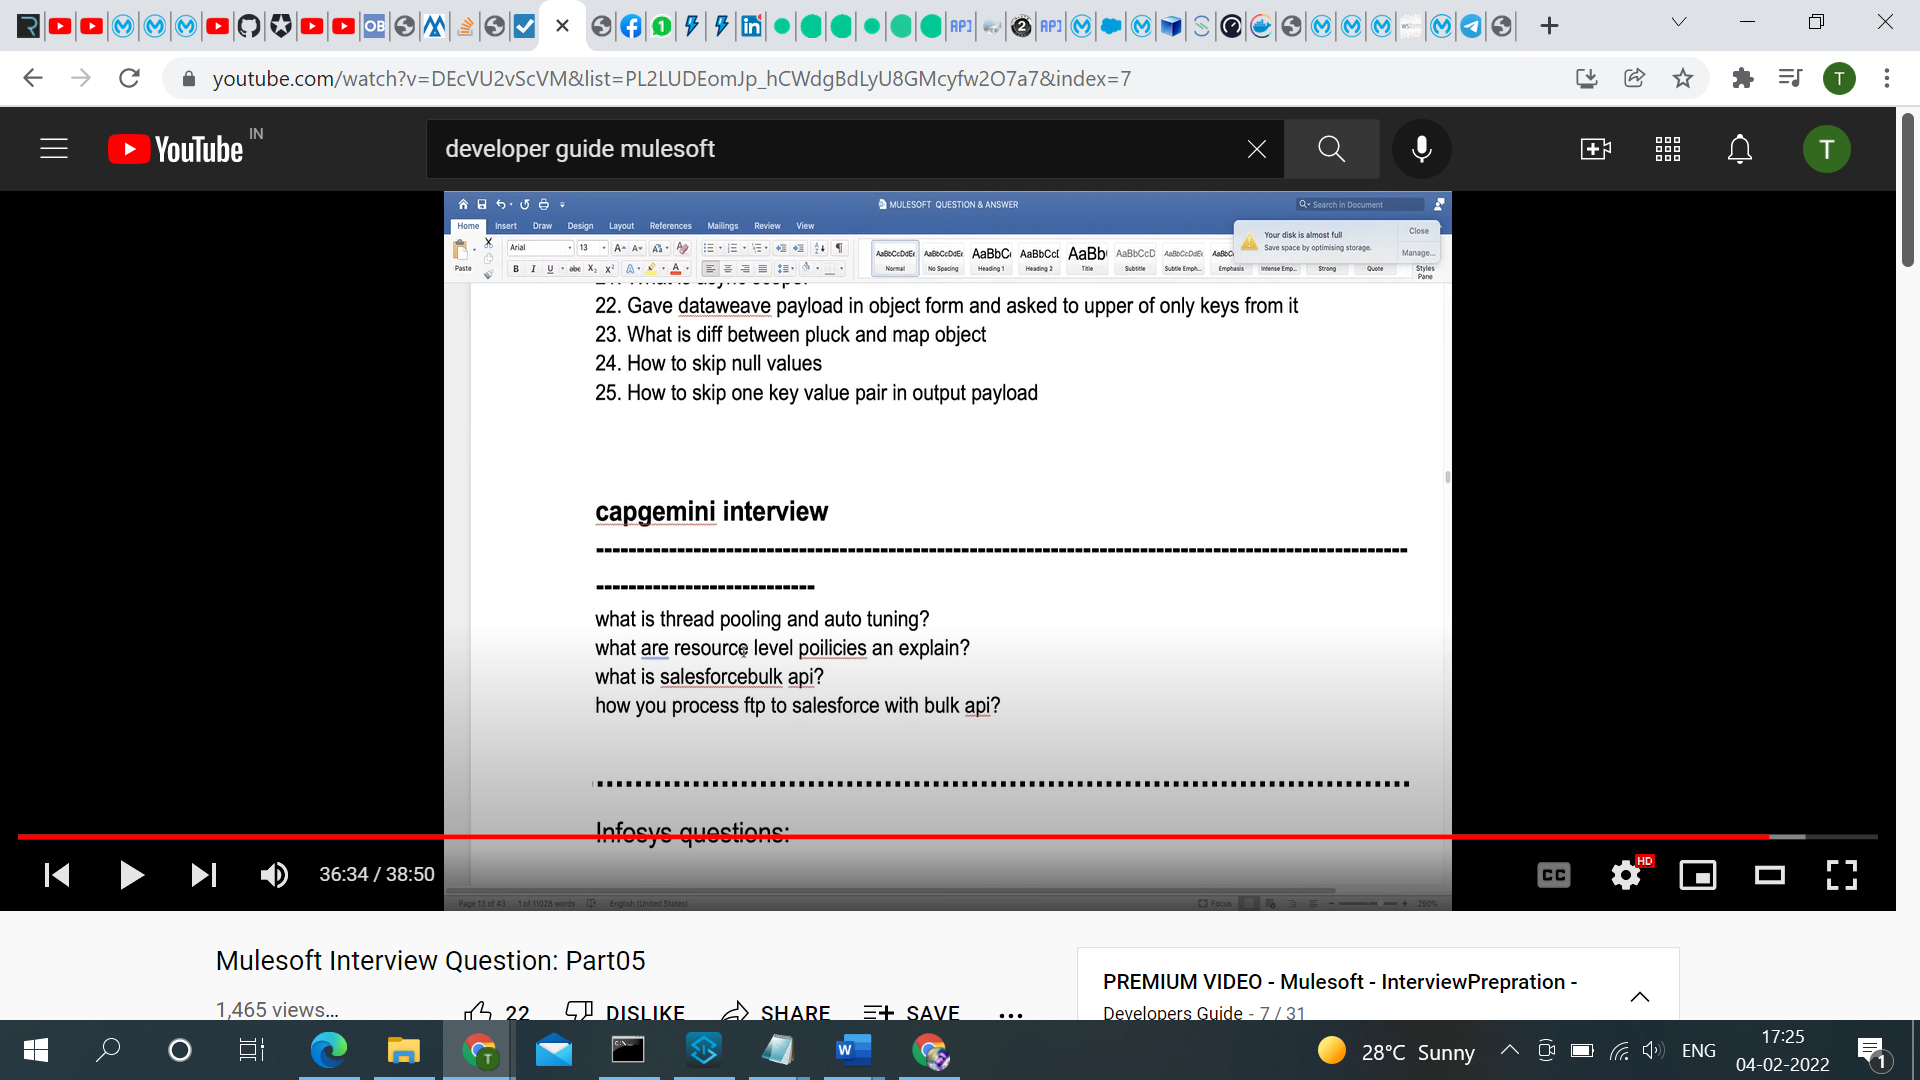 youtube.com/watch?v=DEcVU2vScVM&list=PL2LUDEomJp_hCWdgBdLyU8GMcyfw2O7a7&index=7
T
YouTube IN
developer guide mulesoft
T
MULESOFT QUESTION & ANSWER
Search in Document
Home Insert Draw Design Layout References Mailings Review View
Your disk is almost full
Save space by optimising storage.
Close
Manage...
Paste
Arial
13
Normal No Spacing Heading 1 Heading 2 Title Subtitle Subtle Emph... Emphasis Intense Emp... Strong Quote
Styles Pane
22. Gave dataweave payload in object form and asked to upper of only keys from it
23. What is diff between pluck and map object
24. How to skip null values
25. How to skip one key value pair in output payload
capgemini interview
what is thread pooling and auto tuning?
what are resource level poilicies an explain?
what is salesforcebulk api?
how you process ftp to salesforce with bulk api?
Infosys questions:
36:34 / 38:50
CC
HD
Page 13 of 43 1 of 11028 words English (United States)
Focus
290%
Mulesoft Interview Question: Part05
1,465 views...
22 DISLIKE SHARE SAVE
PREMIUM VIDEO - Mulesoft - InterviewPrepration -
Developers Guide - 7 / 31
28°C Sunny
ENG
17:25
04-02-2022
1